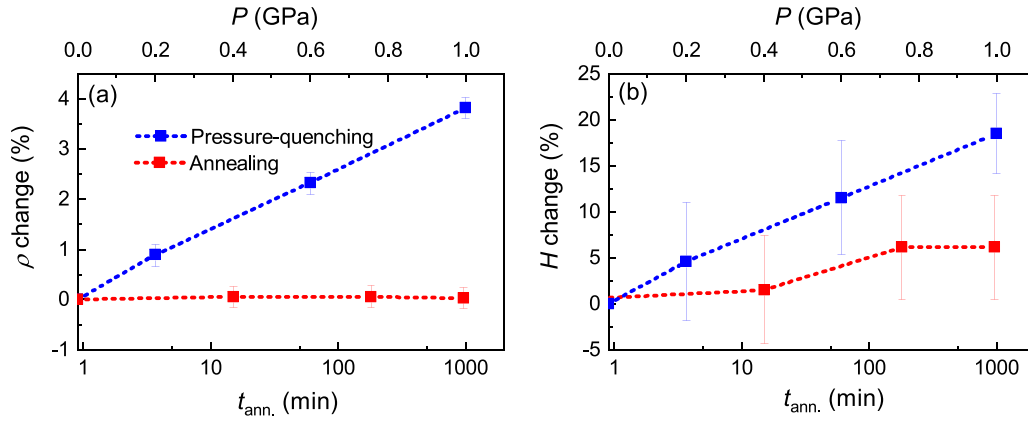 P (GPa)
0.0 0.2 0.4 0.6 0.8 1.0
(a)
4
3
2
1
0
-1
ρ change (%)
Pressure-quenching
Annealing
1 10 100 1000
t_ann. (min)
P (GPa)
0.0 0.2 0.4 0.6 0.8 1.0
(b)
25
20
15
10
5
0
-5
H change (%)
1 10 100 1000
t_ann. (min)